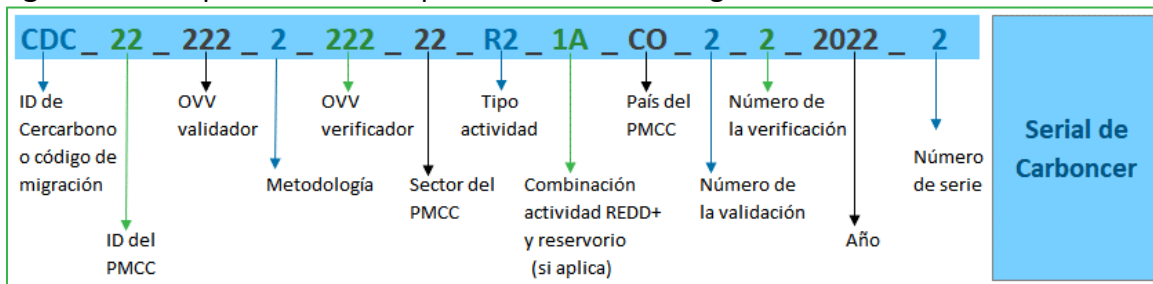 CDC _ 22 _ 222 _ 2 _ 222 _ 22 _ R2 _ 1A _ CO _ 2 _ 2 _ 2022 _ 2
ID de
Cercarbono
o código de
migración
ID del
PMCC
OVV
validador
Metodología
OVV
verificador
Sector del
PMCC
Tipo
actividad
Combinación
actividad REDD+
y reservorio
(si aplica)
País del
PMCC
Número de
la validación
Número de
la verificación
Año
Número
de serie
Serial de
Carboncer